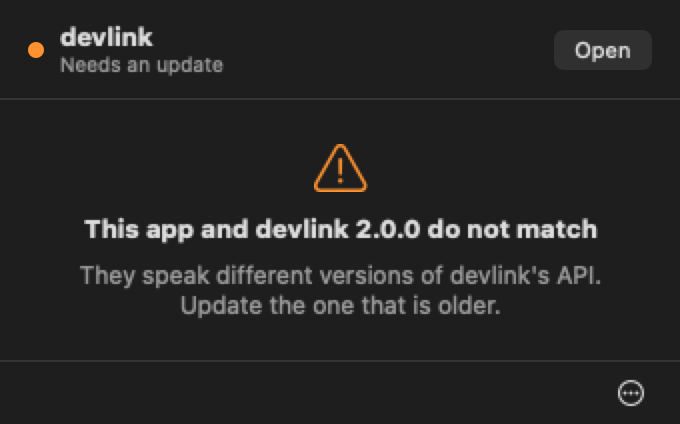 devlink
Needs an update
Open
This app and devlink 2.0.0 do not match
They speak different versions of devlink's API.
Update the one that is older.